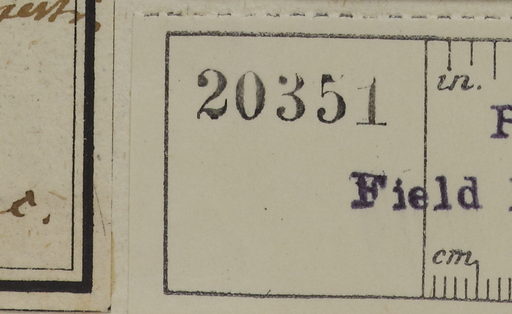 20351
in.
Field
cm
c.